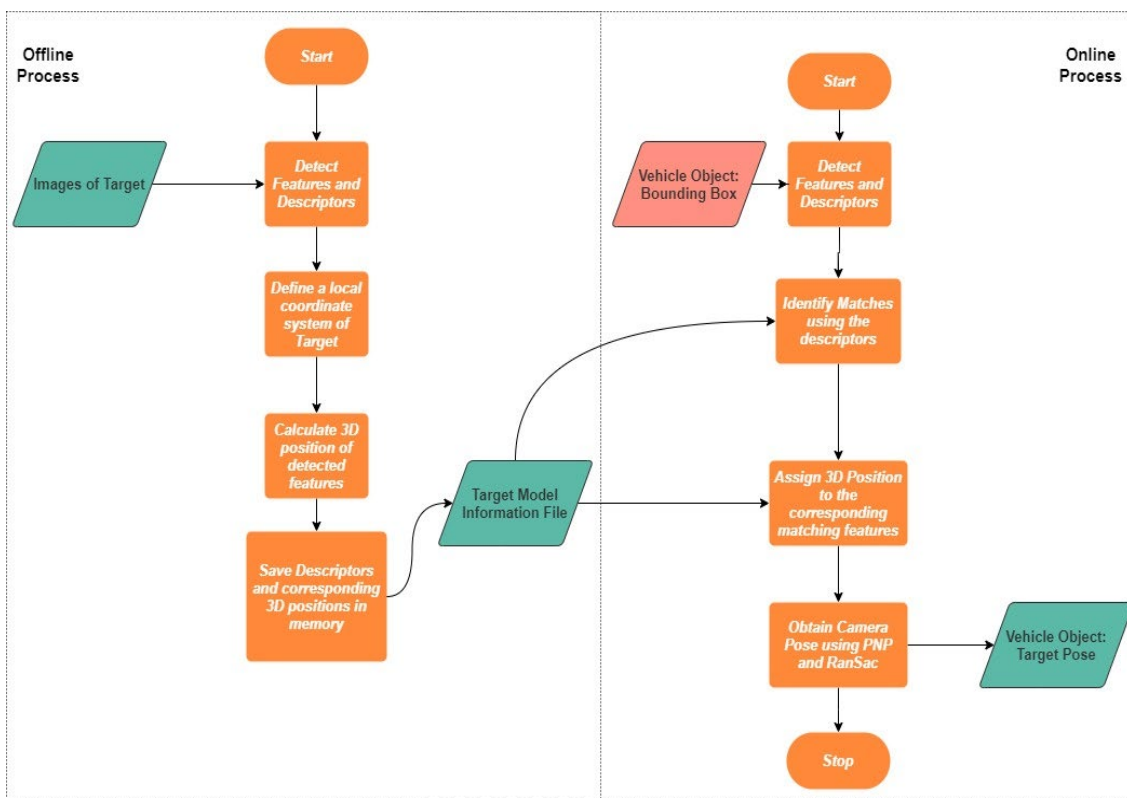 Offline
Process
Start
Images of Target
Detect
Features and
Descriptors
Define a local
coordinate
system of
Target
Calculate 3D
position of
detected
features
Save Descriptors
and corresponding
3D positions in
memory
Target Model
Information File
Online
Process
Start
Vehicle Object:
Bounding Box
Detect
Features and
Descriptors
Identify Matches
using the
descriptors
Assign 3D Position
to the
corresponding
matching features
Obtain Camera
Pose using PNP
and RanSac
Vehicle Object:
Target Pose
Stop